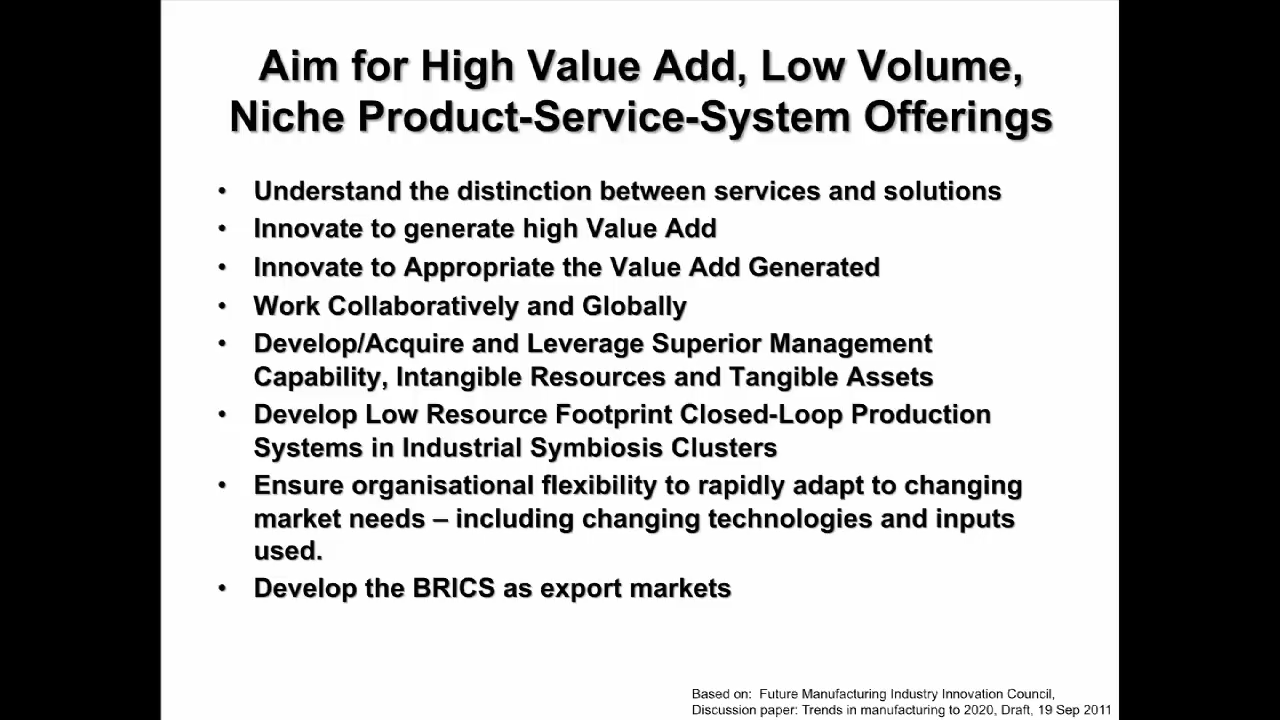 Aim for High Value Add, Low Volume,
Niche Product-Service-System Offerings
• Understand the distinction between services and solutions
• Innovate to generate high Value Add
• Innovate to Appropriate the Value Add Generated
• Work Collaboratively and Globally
• Develop/Acquire and Leverage Superior Management
Capability, Intangible Resources and Tangible Assets
• Develop Low Resource Footprint Closed-Loop Production
Systems in Industrial Symbiosis Clusters
• Ensure organisational flexibility to rapidly adapt to changing
market needs – including changing technologies and inputs
used.
• Develop the BRICS as export markets
Based on: Future Manufacturing Industry Innovation Council,
Discussion paper: Trends in manufacturing to 2020, Draft, 19 Sep 2011